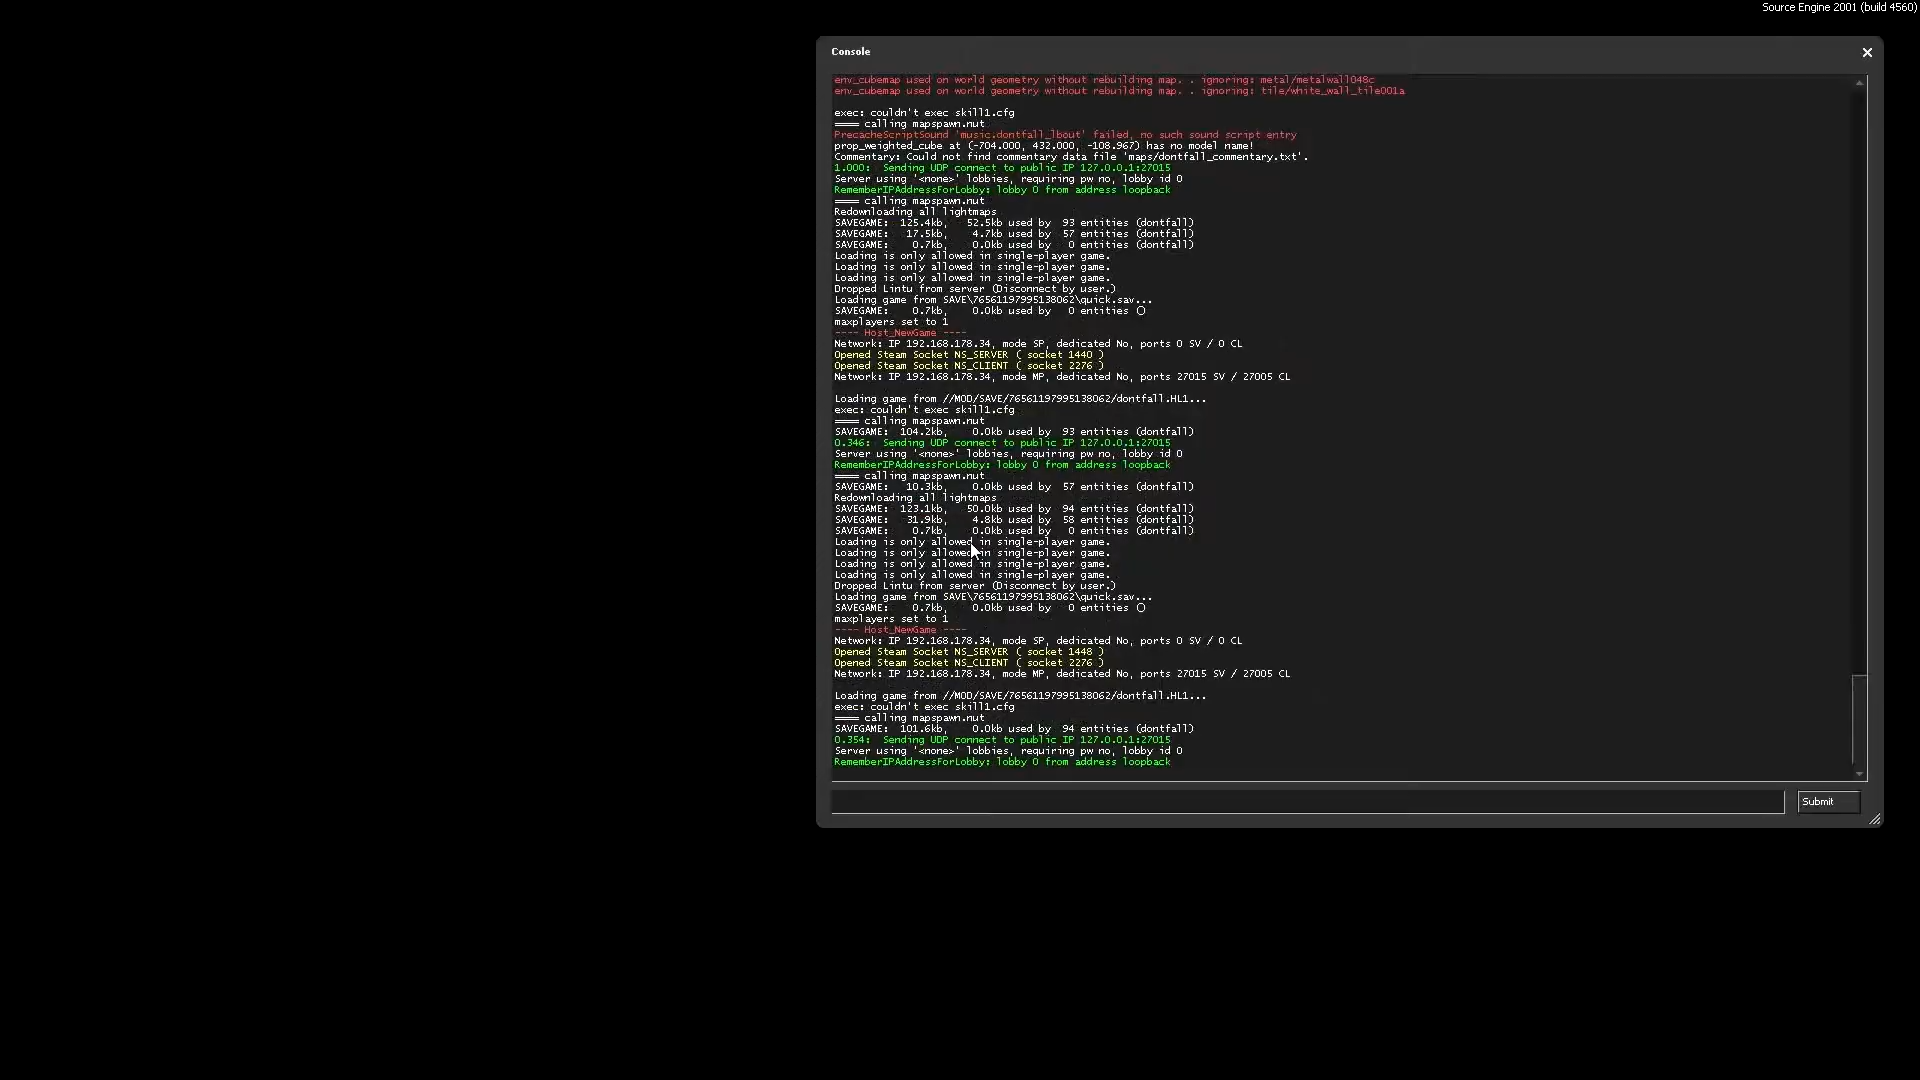 Source Engine 2001 (build 4560)
Console
env_cubemap used on world geometry without rebuilding map. . ignoring: metal/metalwall048c
env_cubemap used on world geometry without rebuilding map. . ignoring: tile/white_wall_tile001a
exec: couldn't exec skill1.cfg
==== calling mapspawn.nut
PrecacheScriptSound 'music.dontfall_lbout' failed, no such sound script entry
prop_weighted_cube at (-704.000, 432.000, -108.967) has no model name!
Commentary: Could not find commentary data file 'maps/dontfall_commentary.txt'.
1.000:  Sending UDP connect to public IP 127.0.0.1:27015
Server using '<none>' lobbies, requiring pw no, lobby id 0
RememberIPAddressForLobby: lobby 0 from address loopback
==== calling mapspawn.nut
Redownloading all lightmaps
SAVEGAME:  125.4kb,   52.5kb used by  93 entities (dontfall)
SAVEGAME:   17.5kb,    4.7kb used by  57 entities (dontfall)
SAVEGAME:    0.7kb,    0.0kb used by   0 entities (dontfall)
Loading is only allowed in single-player game.
Loading is only allowed in single-player game.
Loading is only allowed in single-player game.
Dropped Lintu from server (Disconnect by user.)
Loading game from SAVE\76561197995138062\quick.sav...
SAVEGAME:    0.7kb,    0.0kb used by   0 entities ()
maxplayers set to 1
---- Host_NewGame ----
Network: IP 192.168.178.34, mode SP, dedicated No, ports 0 SV / 0 CL
Opened Steam Socket NS_SERVER ( socket 1440 )
Opened Steam Socket NS_CLIENT ( socket 2276 )
Network: IP 192.168.178.34, mode MP, dedicated No, ports 27015 SV / 27005 CL
Loading game from //MOD/SAVE/76561197995138062/dontfall.HL1...
exec: couldn't exec skill1.cfg
==== calling mapspawn.nut
SAVEGAME:  104.2kb,    0.0kb used by  93 entities (dontfall)
0.346:  Sending UDP connect to public IP 127.0.0.1:27015
Server using '<none>' lobbies, requiring pw no, lobby id 0
RememberIPAddressForLobby: lobby 0 from address loopback
==== calling mapspawn.nut
SAVEGAME:   10.3kb,    0.0kb used by  57 entities (dontfall)
Redownloading all lightmaps
SAVEGAME:  123.1kb,   50.0kb used by  94 entities (dontfall)
SAVEGAME:   31.9kb,    4.8kb used by  58 entities (dontfall)
SAVEGAME:    0.7kb,    0.0kb used by   0 entities (dontfall)
Loading is only allowed in single-player game.
Loading is only allowed in single-player game.
Loading is only allowed in single-player game.
Loading is only allowed in single-player game.
Dropped Lintu from server (Disconnect by user.)
Loading game from SAVE\76561197995138062\quick.sav...
SAVEGAME:    0.7kb,    0.0kb used by   0 entities ()
maxplayers set to 1
---- Host_NewGame ----
Network: IP 192.168.178.34, mode SP, dedicated No, ports 0 SV / 0 CL
Opened Steam Socket NS_SERVER ( socket 1448 )
Opened Steam Socket NS_CLIENT ( socket 2276 )
Network: IP 192.168.178.34, mode MP, dedicated No, ports 27015 SV / 27005 CL
Loading game from //MOD/SAVE/76561197995138062/dontfall.HL1...
exec: couldn't exec skill1.cfg
==== calling mapspawn.nut
SAVEGAME:  101.6kb,    0.0kb used by  94 entities (dontfall)
0.354:  Sending UDP connect to public IP 127.0.0.1:27015
Server using '<none>' lobbies, requiring pw no, lobby id 0
RememberIPAddressForLobby: lobby 0 from address loopback
Submit